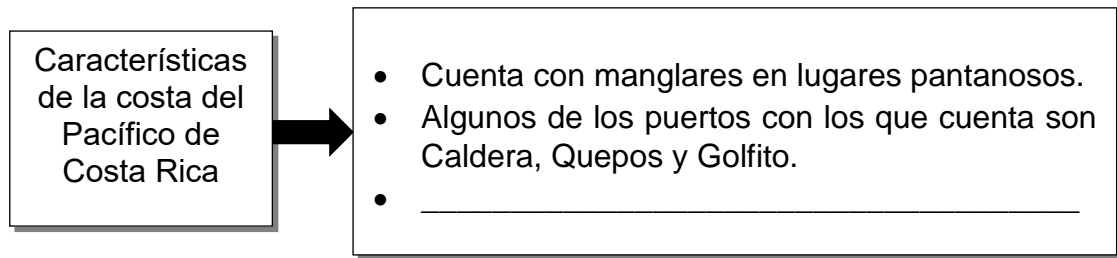 Características
de la costa del
Pacífico de
Costa Rica
• Cuenta con manglares en lugares pantanosos.
• Algunos de los puertos con los que cuenta son
Caldera, Quepos y Golfito.
• ______________________________________